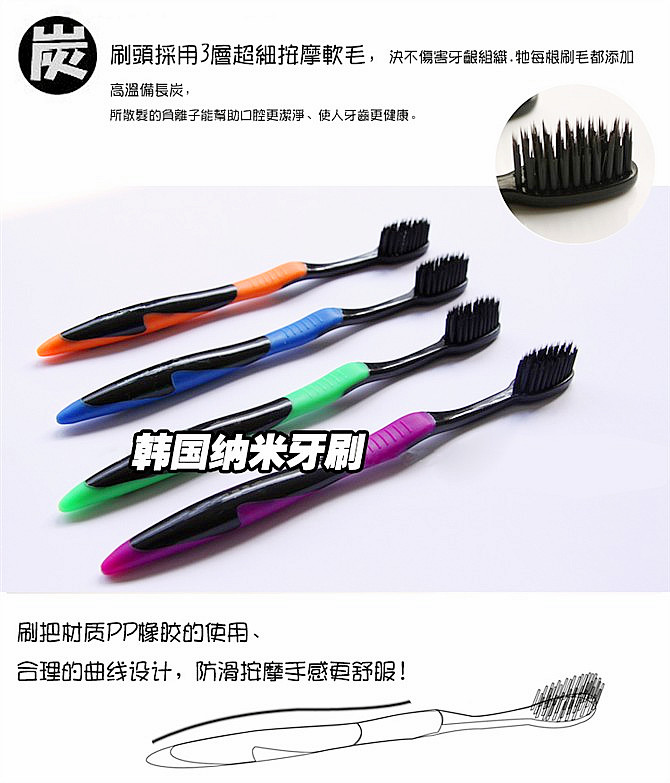 炭
刷頭採用3層超細按摩軟毛，決不傷害牙齦組織.牠每根刷毛都添加
高溫備長炭，
所散髮的負離子能幫助口腔更潔淨、使人牙齒更健康。
韩国纳米牙刷
刷把材质PP橡胶的使用、
合理的曲线设计，防滑按摩手感更舒服！